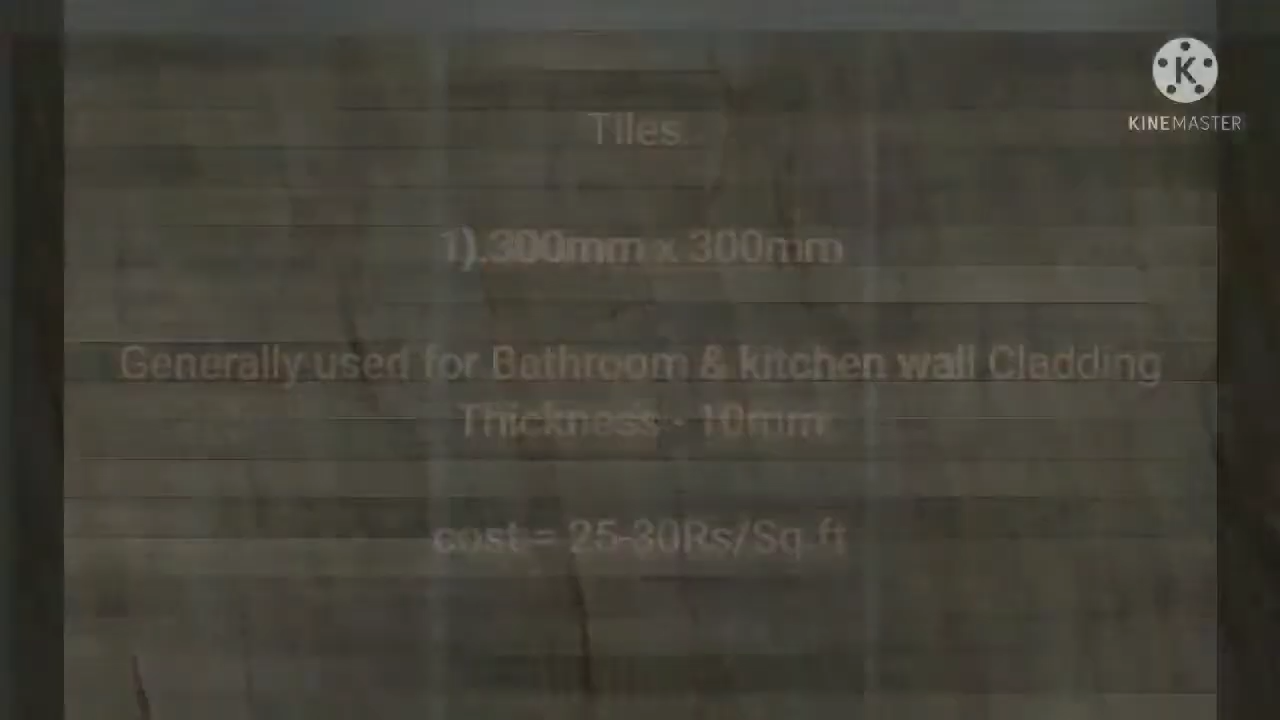 KINEMASTER
Tiles
1).300mm x 300mm
Generally used for Bathroom & kitchen wall Cladding
Thickness - 10mm
cost = 25-30Rs/Sq.ft